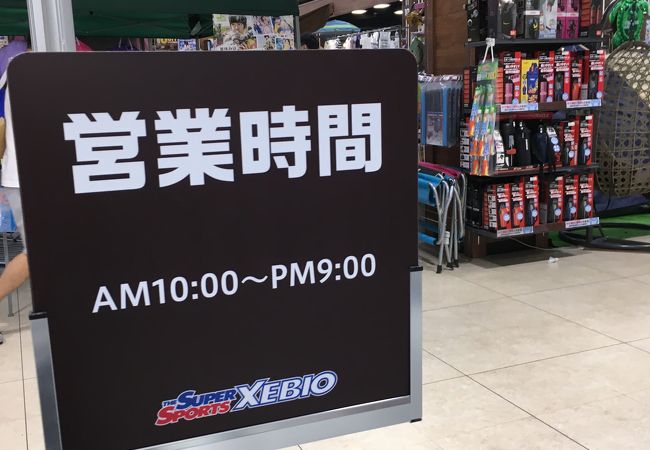 営業時間
AM10:00～PM9:00
THE SUPER SPORTS XEBIO